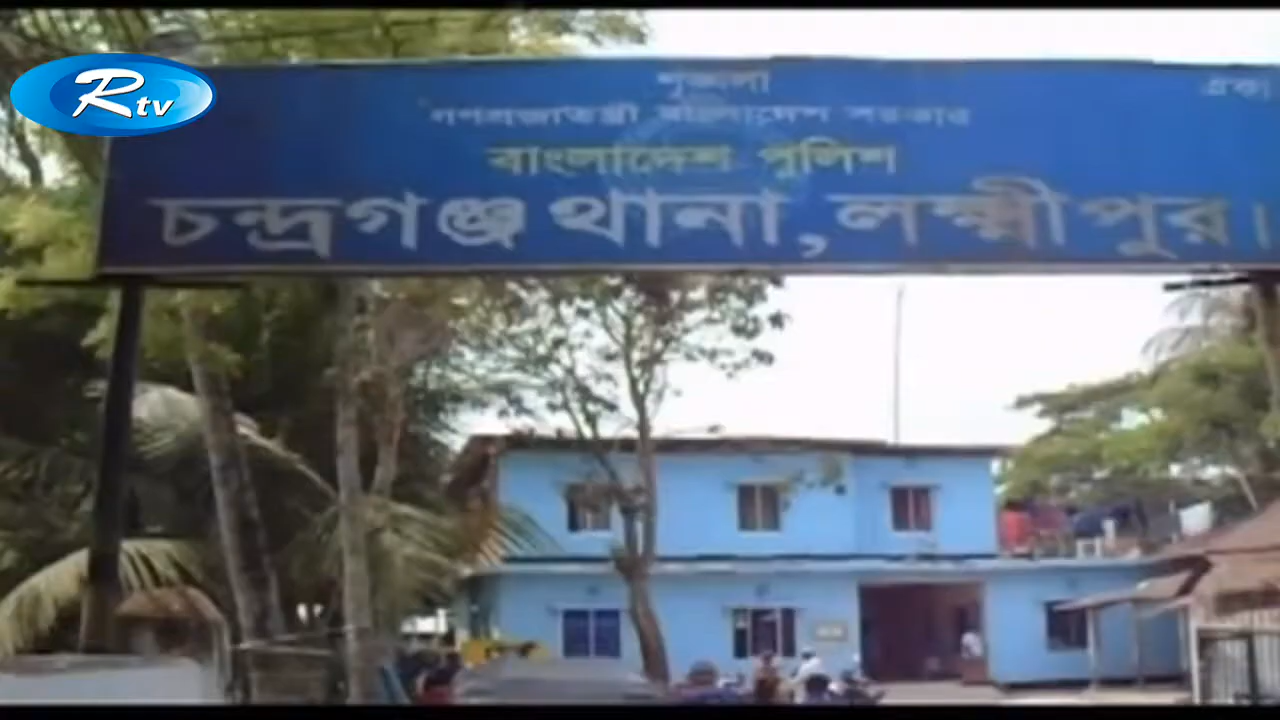 Rtv
শৃঙ্খলা
গণপ্রজাতন্ত্রী বাংলাদেশ সরকার
বাংলাদেশ পুলিশ
চন্দ্রগঞ্জ থানা, লক্ষ্মীপুর।